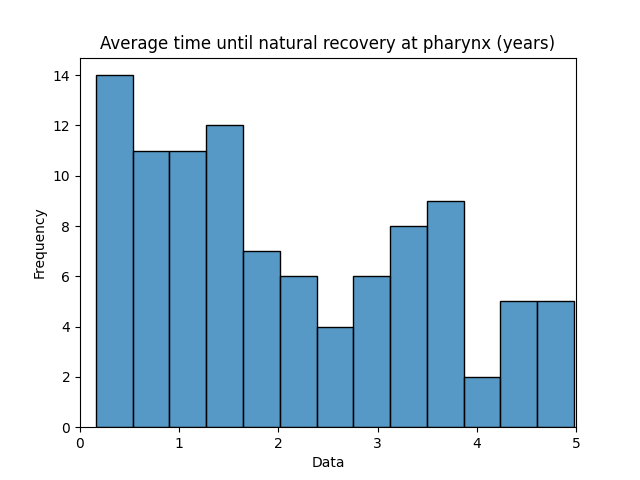 Average time until natural recovery at pharynx (years)
14
12
10
8
6
4
2
0
Frequency
0 1 2 3 4 5
Data